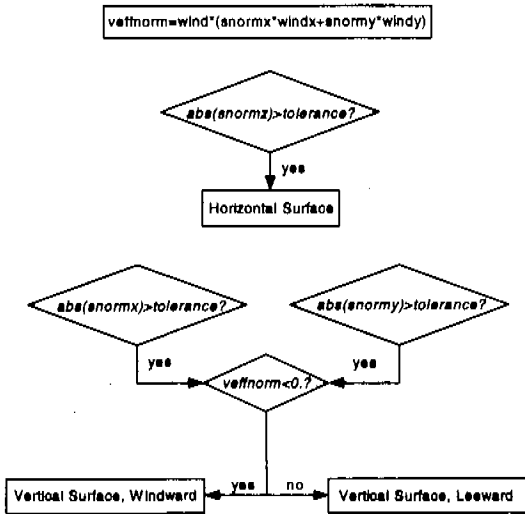 veffnorm=wind*(snormx*windx+snormy*windy)
abs(snormz)>tolerance?
yes
Horizontal Surface
abs(snormx)>tolerance?
abs(snormy)>tolerance?
yes
yes
veffnorm<0.?
yes
no
Vertical Surface, Windward
Vertical Surface, Leeward